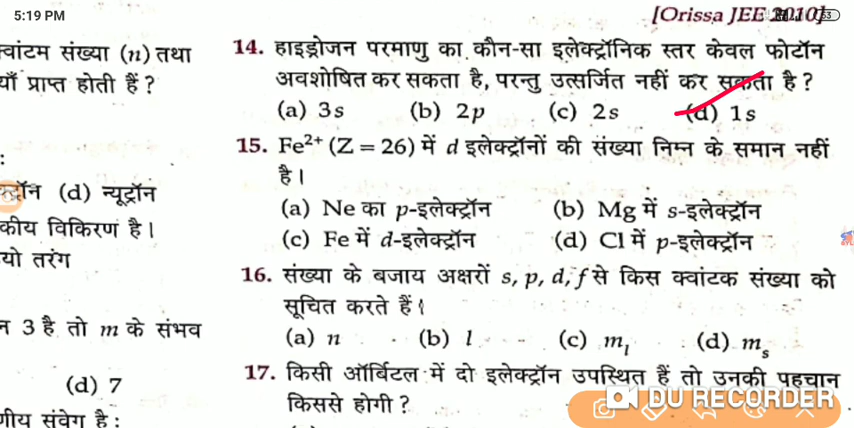 5:19 PM
53
[Orissa JEE 2010]
क्वांटम संख्या (n) तथा
याँ प्राप्त होती हैं ?
14. हाइड्रोजन परमाणु का कौन-सा इलेक्ट्रॉनिक स्तर केवल फोटॉन
अवशोषित कर सकता है, परन्तु उत्सर्जित नहीं कर सकता है ?
(a) 3s (b) 2p (c) 2s (d) 1s
:
15. Fe²⁺ (Z = 26) में d इलेक्ट्रॉनों की संख्या निम्न के समान नहीं
है।
(d) न्यूट्रॉन
(a) Ne का p-इलेक्ट्रॉन (b) Mg में s-इलेक्ट्रॉन
कीय विकिरण है।
(c) Fe में d-इलेक्ट्रॉन (d) Cl में p-इलेक्ट्रॉन
यो तरंग
16. संख्या के बजाय अक्षरों s, p, d, f से किस क्वांटक संख्या को
सूचित करते हैं ?
न 3 है तो m के संभव
(a) n (b) l (c) mₗ (d) mₛ
(d) 7
17. किसी ऑर्बिटल में दो इलेक्ट्रॉन उपस्थित हैं तो उनकी पहचान
किससे होगी ?
णीय संवेग है :
DU RECORDER